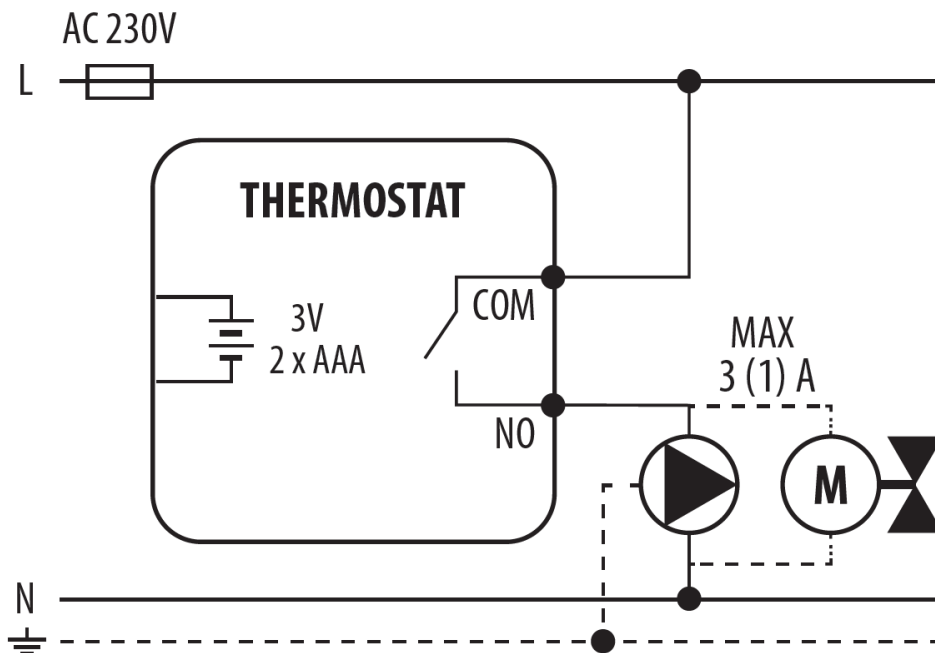 AC 230V
L
THERMOSTAT
3V
2 x AAA
COM
NO
MAX
3 (1) A
M
N